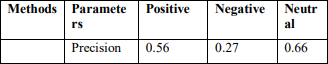 Methods Paramete Positive Negative Neutr
rs al
Precision 0.56 0.27 0.66